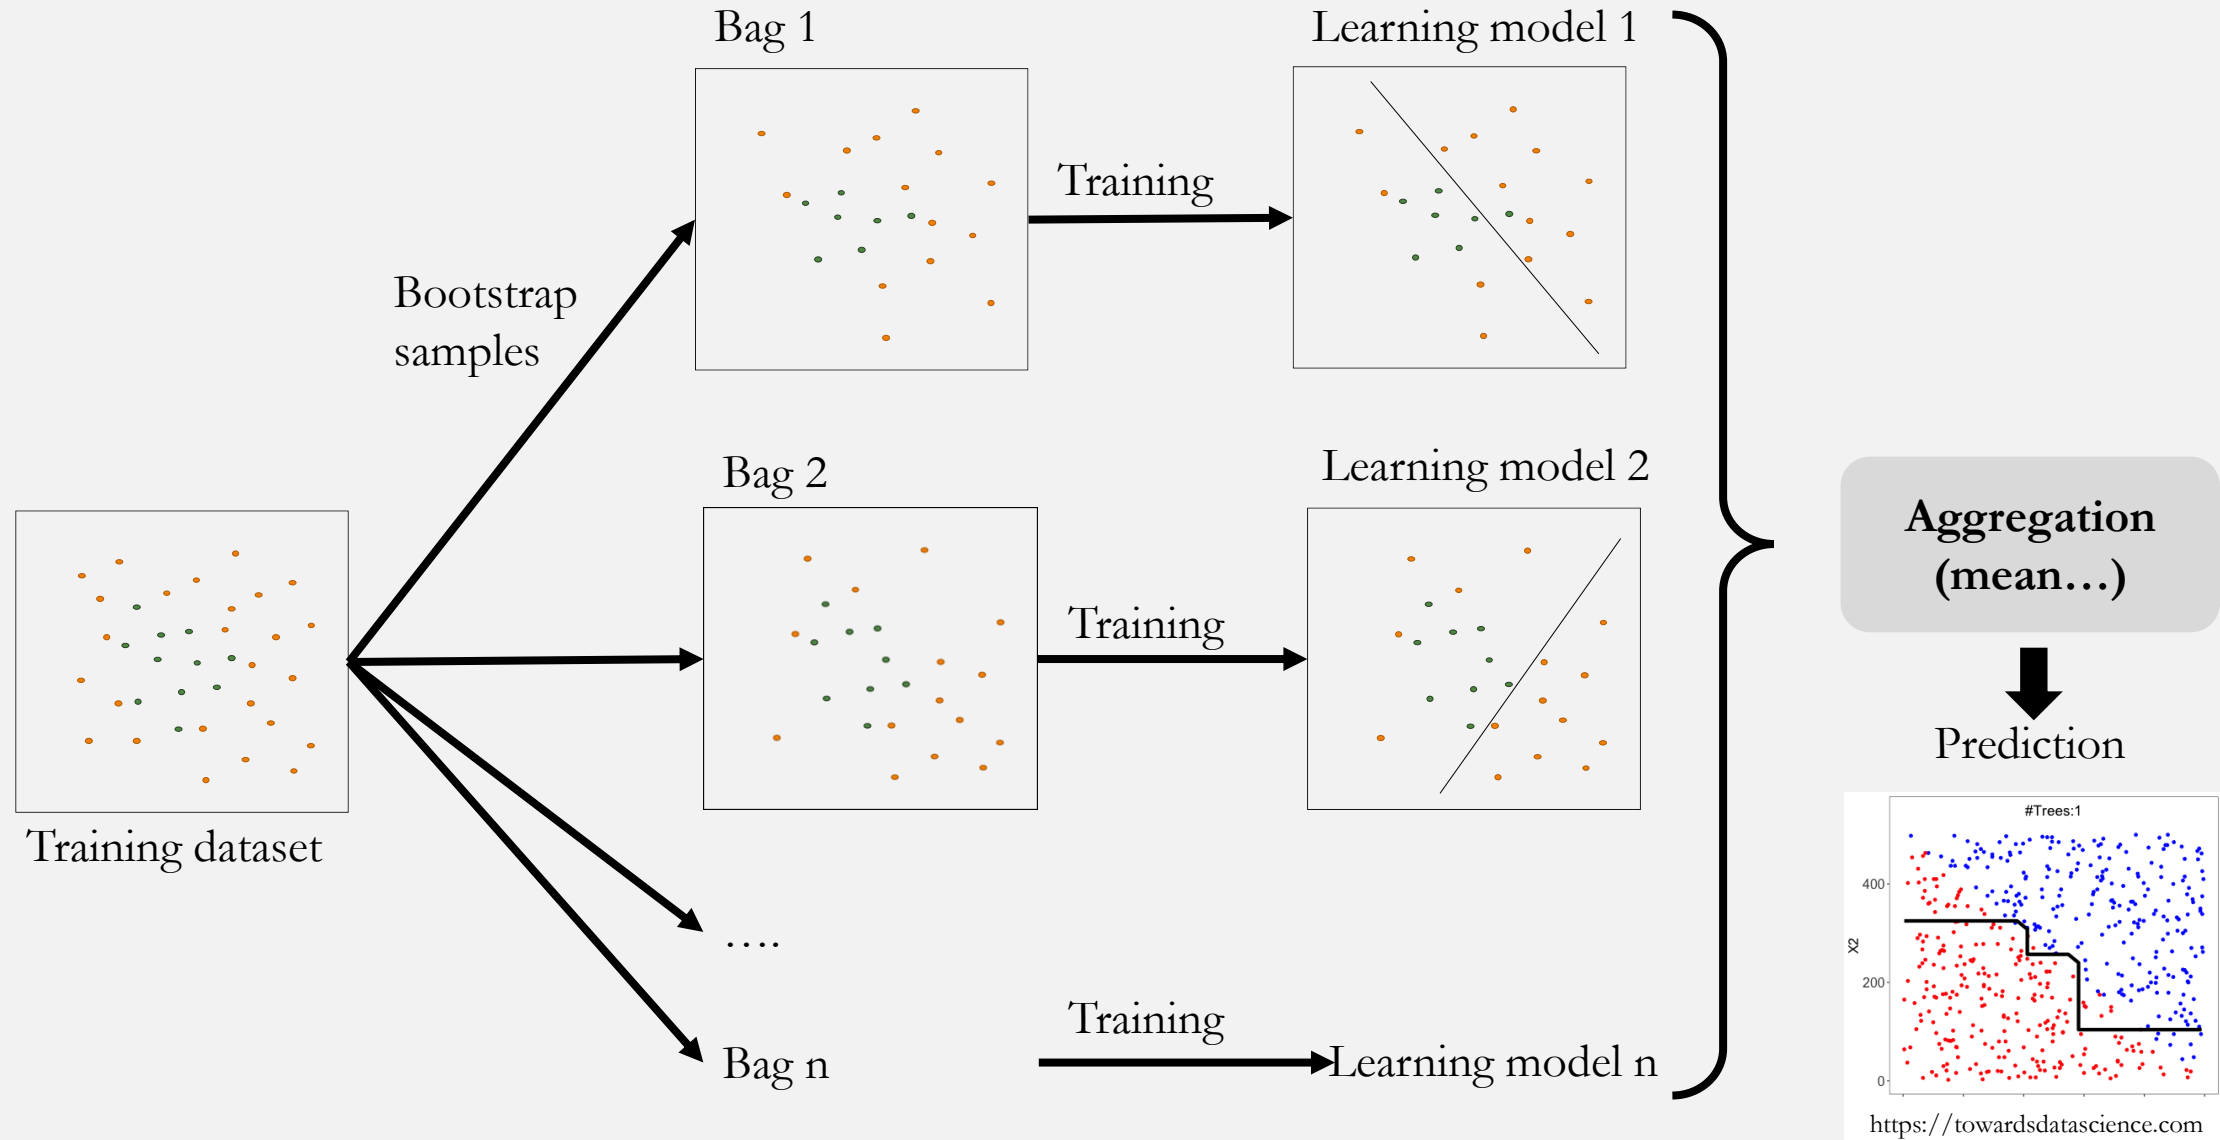 Bag 1
Learning model 1
Training
Bootstrap
samples
Bag 2
Learning model 2
Training
Training dataset
….
Bag n
Training
Learning model n
Aggregation
(mean…)
Prediction
#Trees:1
400
X2
200
0
https://towardsdatascience.com